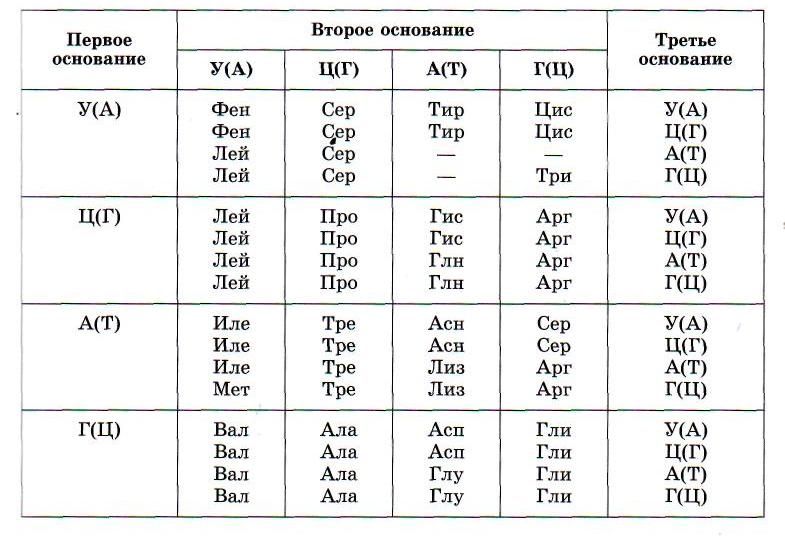 Первое основание Второе основание Третье основание
У(А) Ц(Г) А(Т) Г(Ц)
У(А) Фен Сер Тир Цис У(А)
Фен Сер Тир Цис Ц(Г)
Лей Сер — — А(Т)
Лей Сер — Три Г(Ц)
Ц(Г) Лей Про Гис Арг У(А)
Лей Про Гис Арг Ц(Г)
Лей Про Глн Арг А(Т)
Лей Про Глн Арг Г(Ц)
А(Т) Иле Тре Асн Сер У(А)
Иле Тре Асн Сер Ц(Г)
Иле Тре Лиз Арг А(Т)
Мет Тре Лиз Арг Г(Ц)
Г(Ц) Вал Ала Асп Гли У(А)
Вал Ала Асп Гли Ц(Г)
Вал Ала Глу Гли А(Т)
Вал Ала Глу Гли Г(Ц)